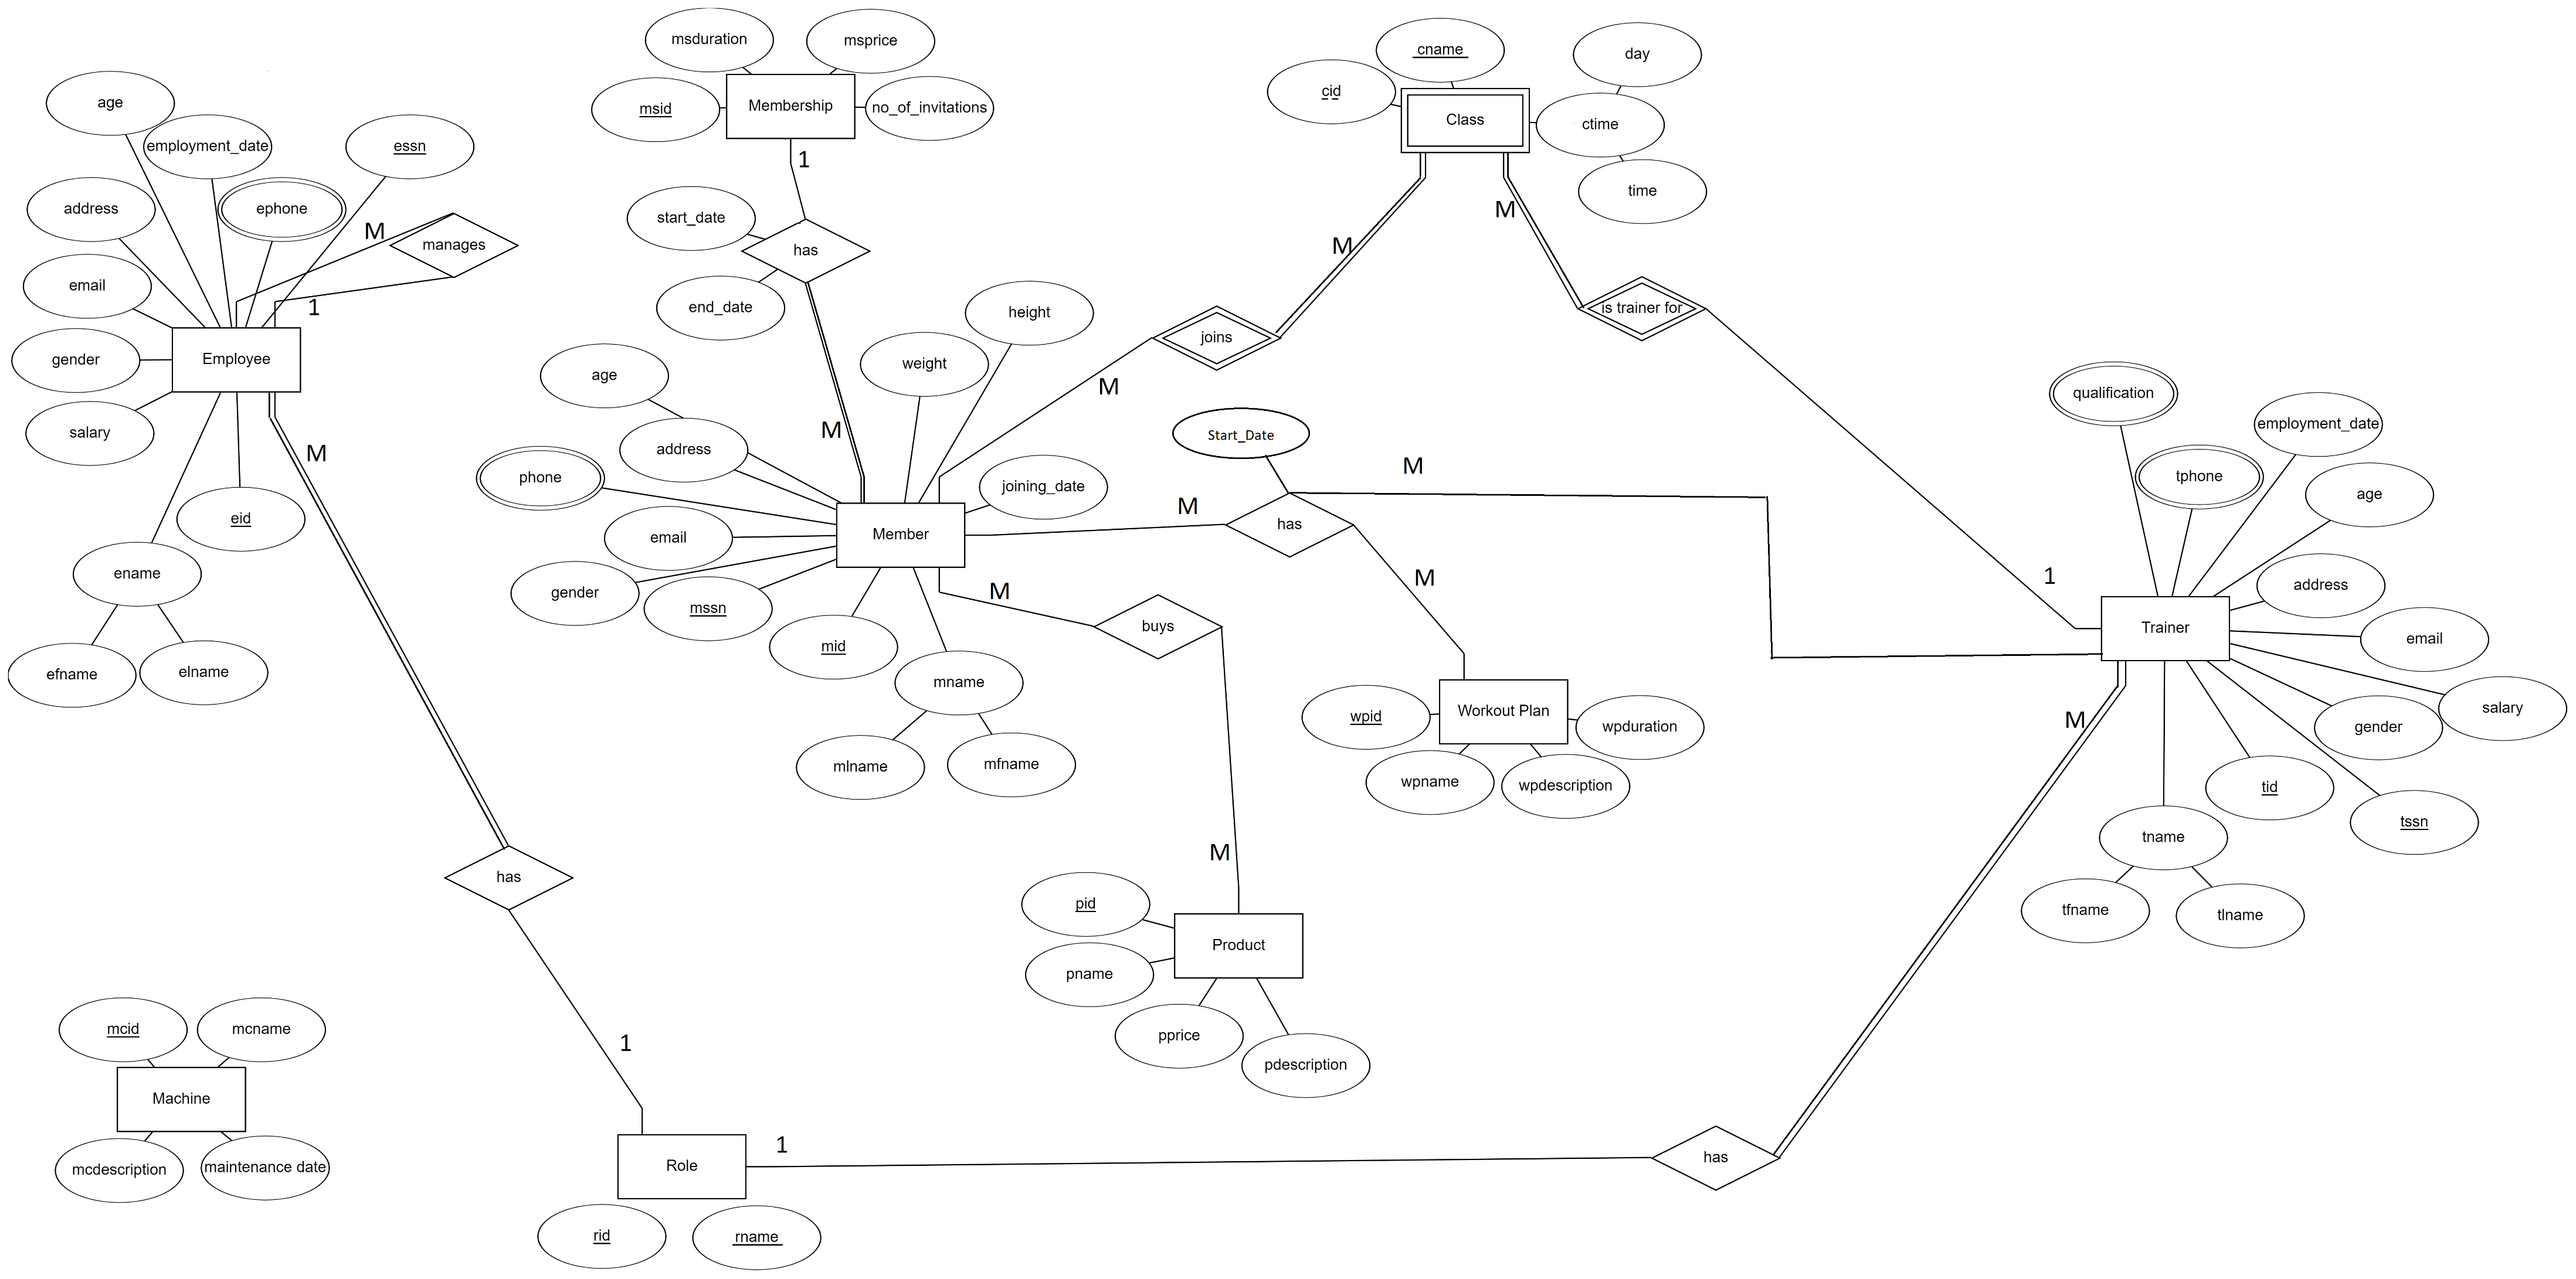 msduration
msprice
msid
no_of_invitations
Membership
1
start_date
has
end_date
M
cname
cid
Class
day
ctime
time
M
M
joins
M
is trainer for
1
age
employment_date
essn
address
ephone
M
manages
email
1
gender
Employee
salary
M
eid
ename
efname
elname
height
weight
age
address
phone
joining_date
email
Member
gender
mssn
mid
mname
mlname
mfname
Start_Date
M
M
has
M
M
buys
M
wpid
Workout Plan
wpduration
wpname
wpdescription
qualification
employment_date
tphone
age
address
Trainer
email
salary
gender
M
tid
tssn
tname
tfname
tlname
has
pid
Product
pname
pprice
pdescription
1
mcid
mcname
Machine
mcdescription
maintenance date
1
Role
has
rid
rname